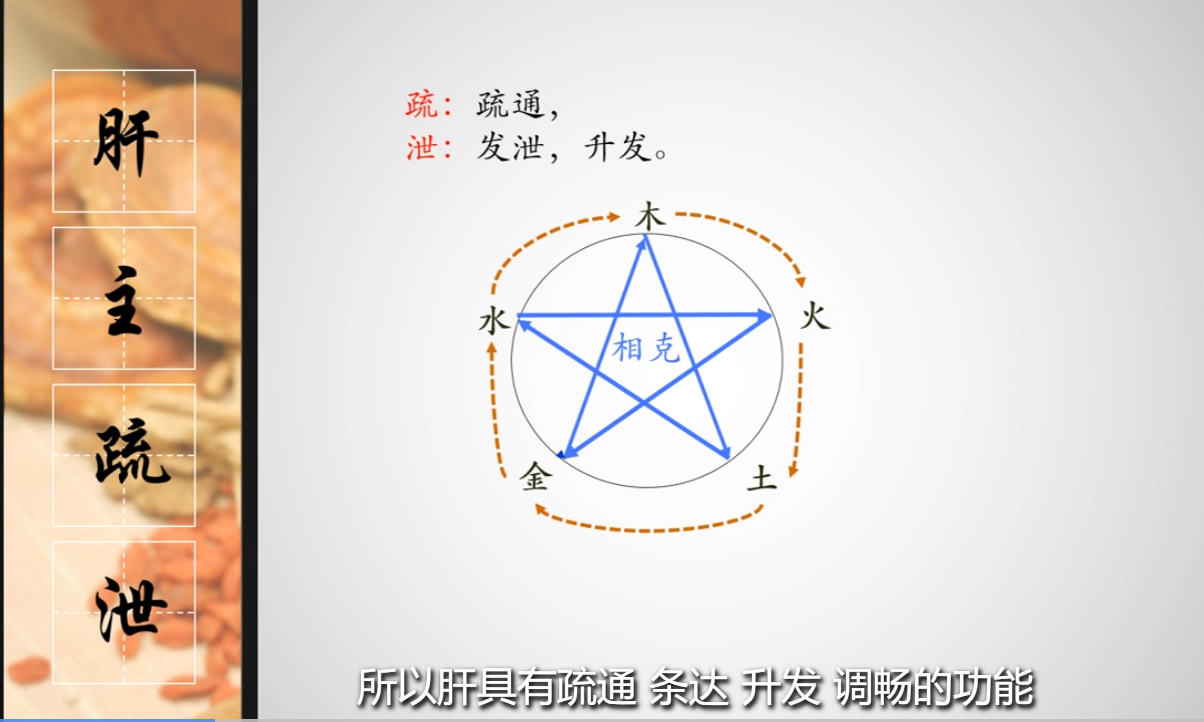 肝
主
疏
泄
疏：疏通，
泄：发泄，升发。
木
水
火
相克
金
土
所以肝具有疏通 条达 升发 调畅的功能